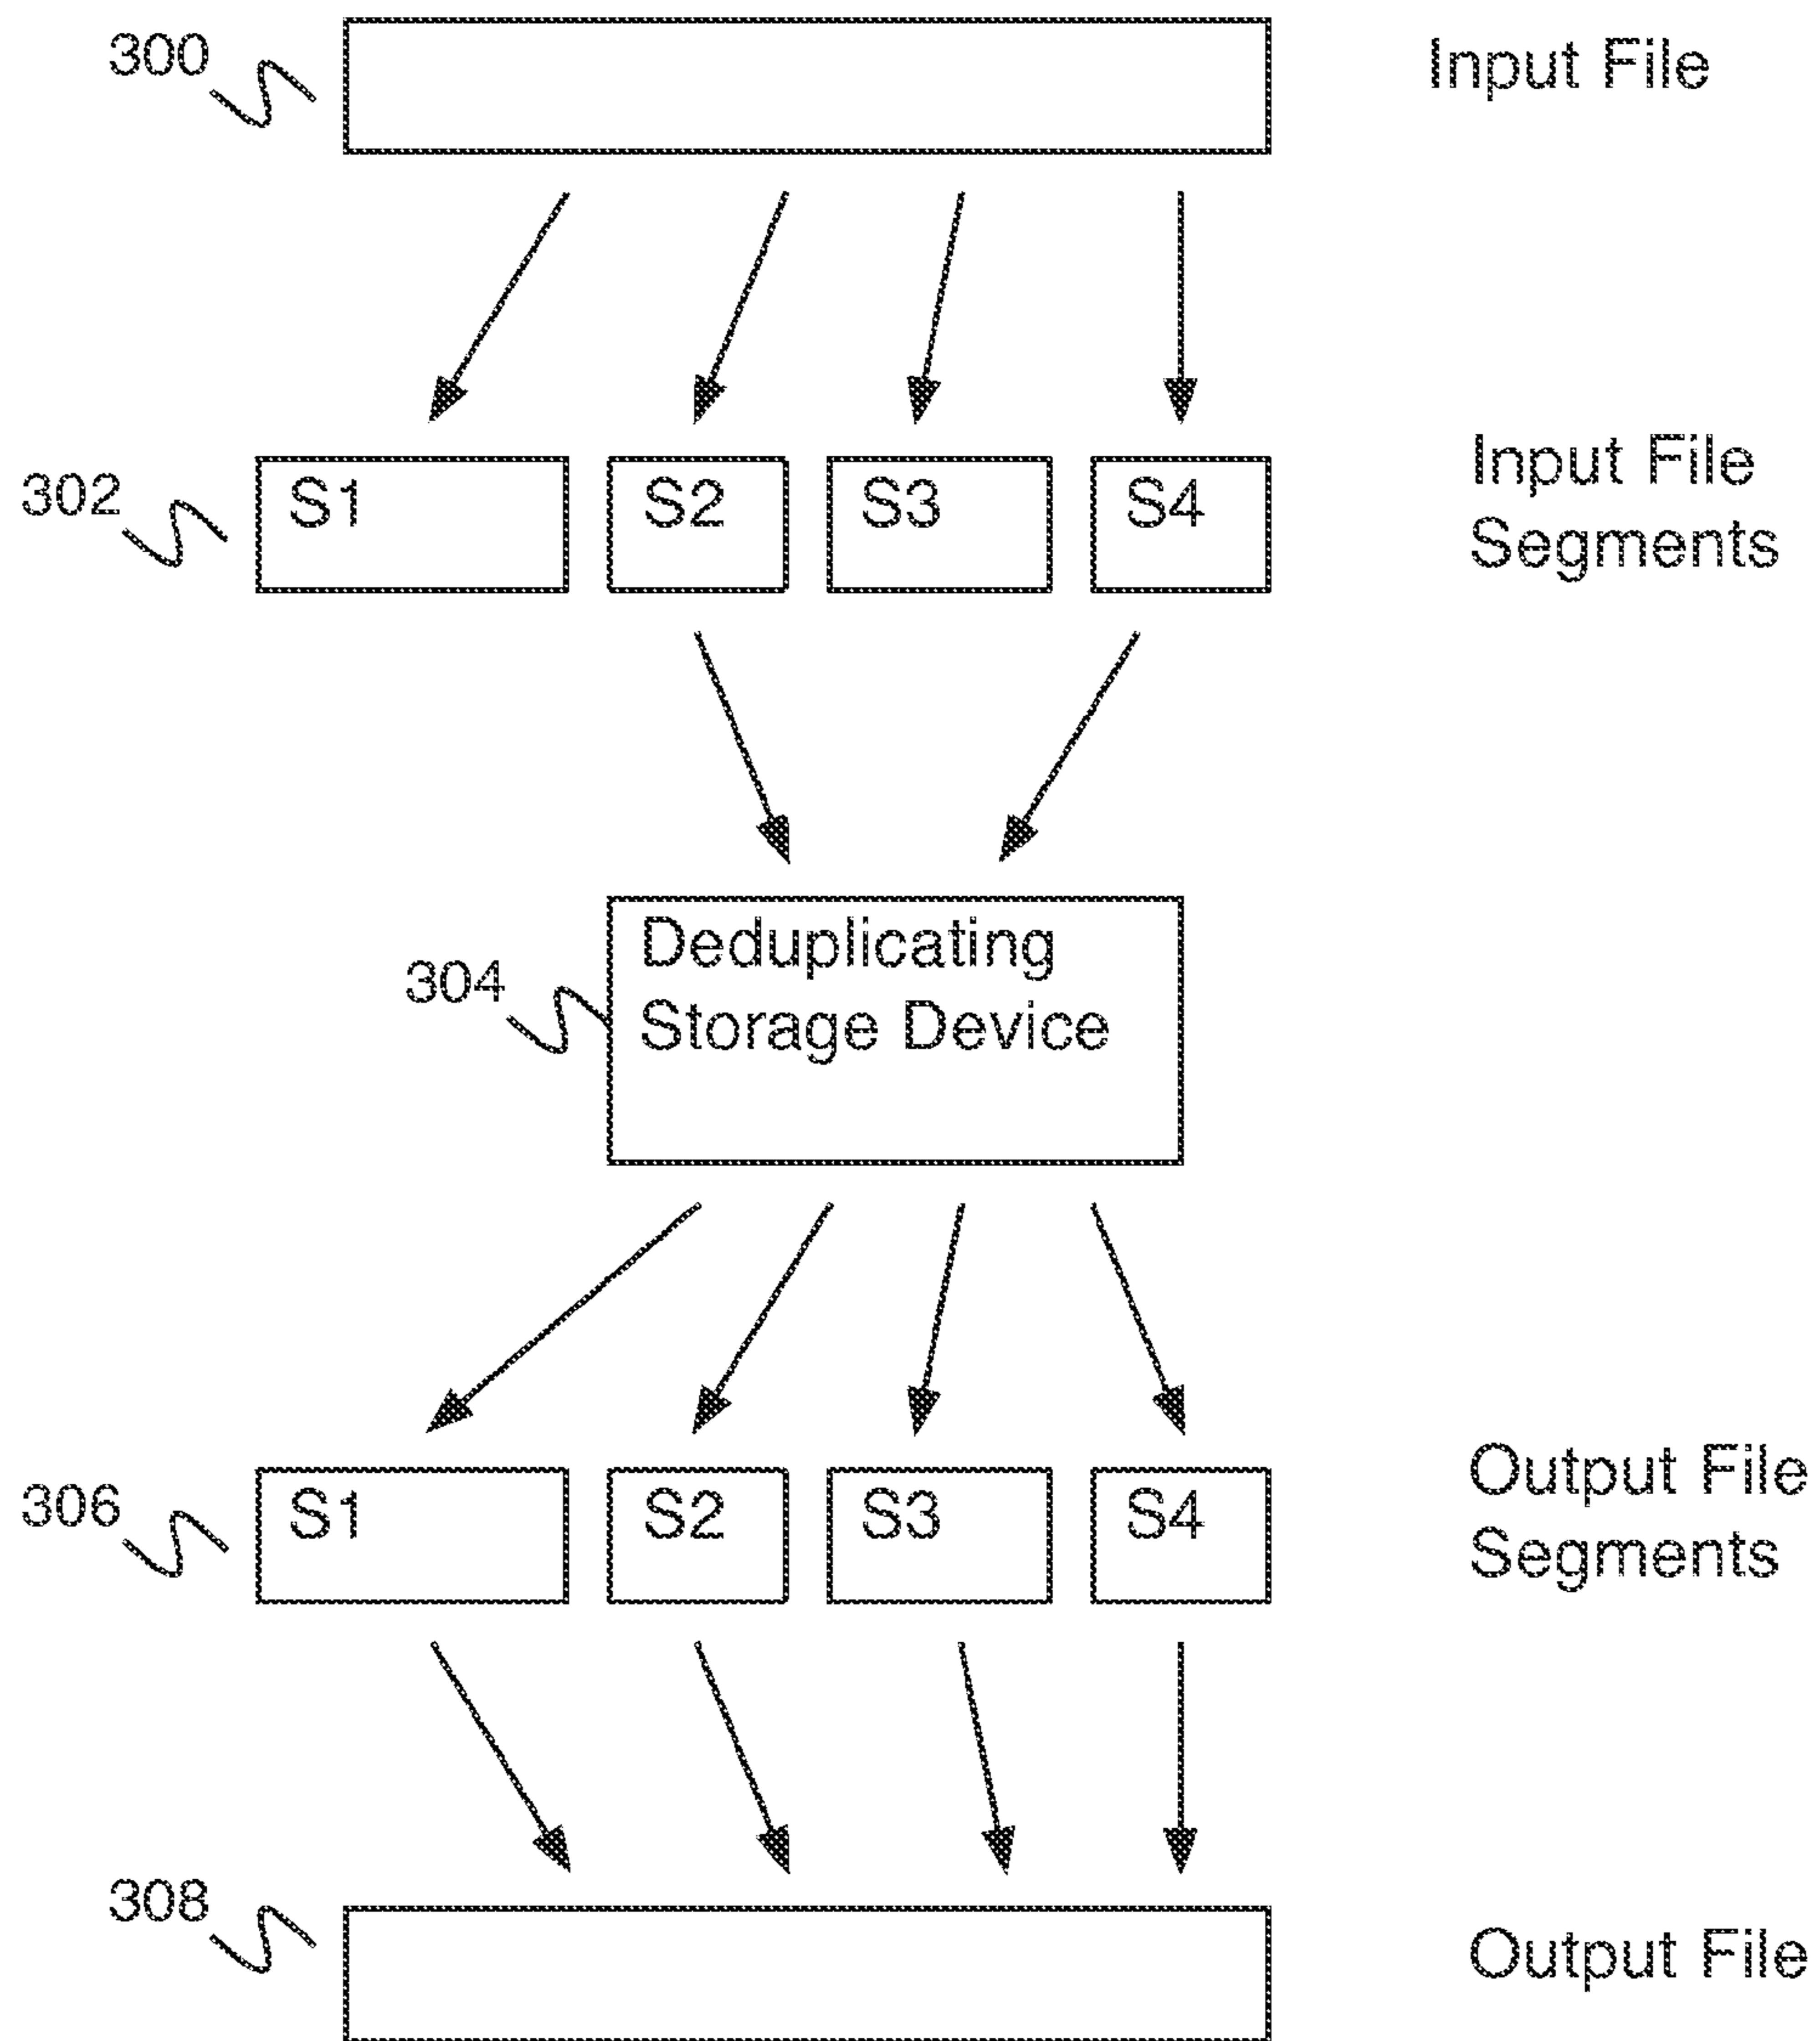 300
Input File
302
S1
S2
S3
S4
Input File
Segments
304
Deduplicating
Storage Device
306
S1
S2
S3
S4
Output File
Segments
308
Output File